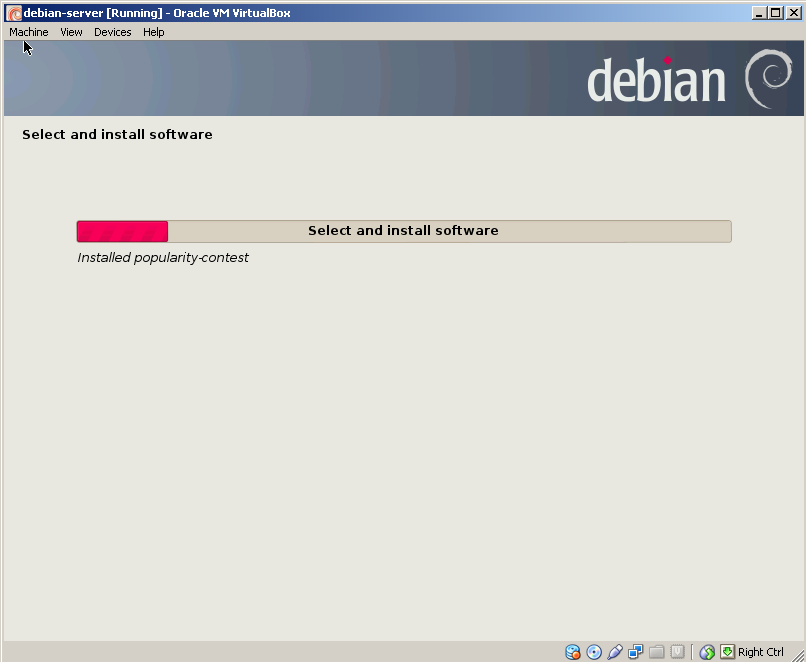 debian-server [Running] - Oracle VM VirtualBox
Machine View Devices Help
debian
Select and install software
Select and install software
Installed popularity-contest
Right Ctrl